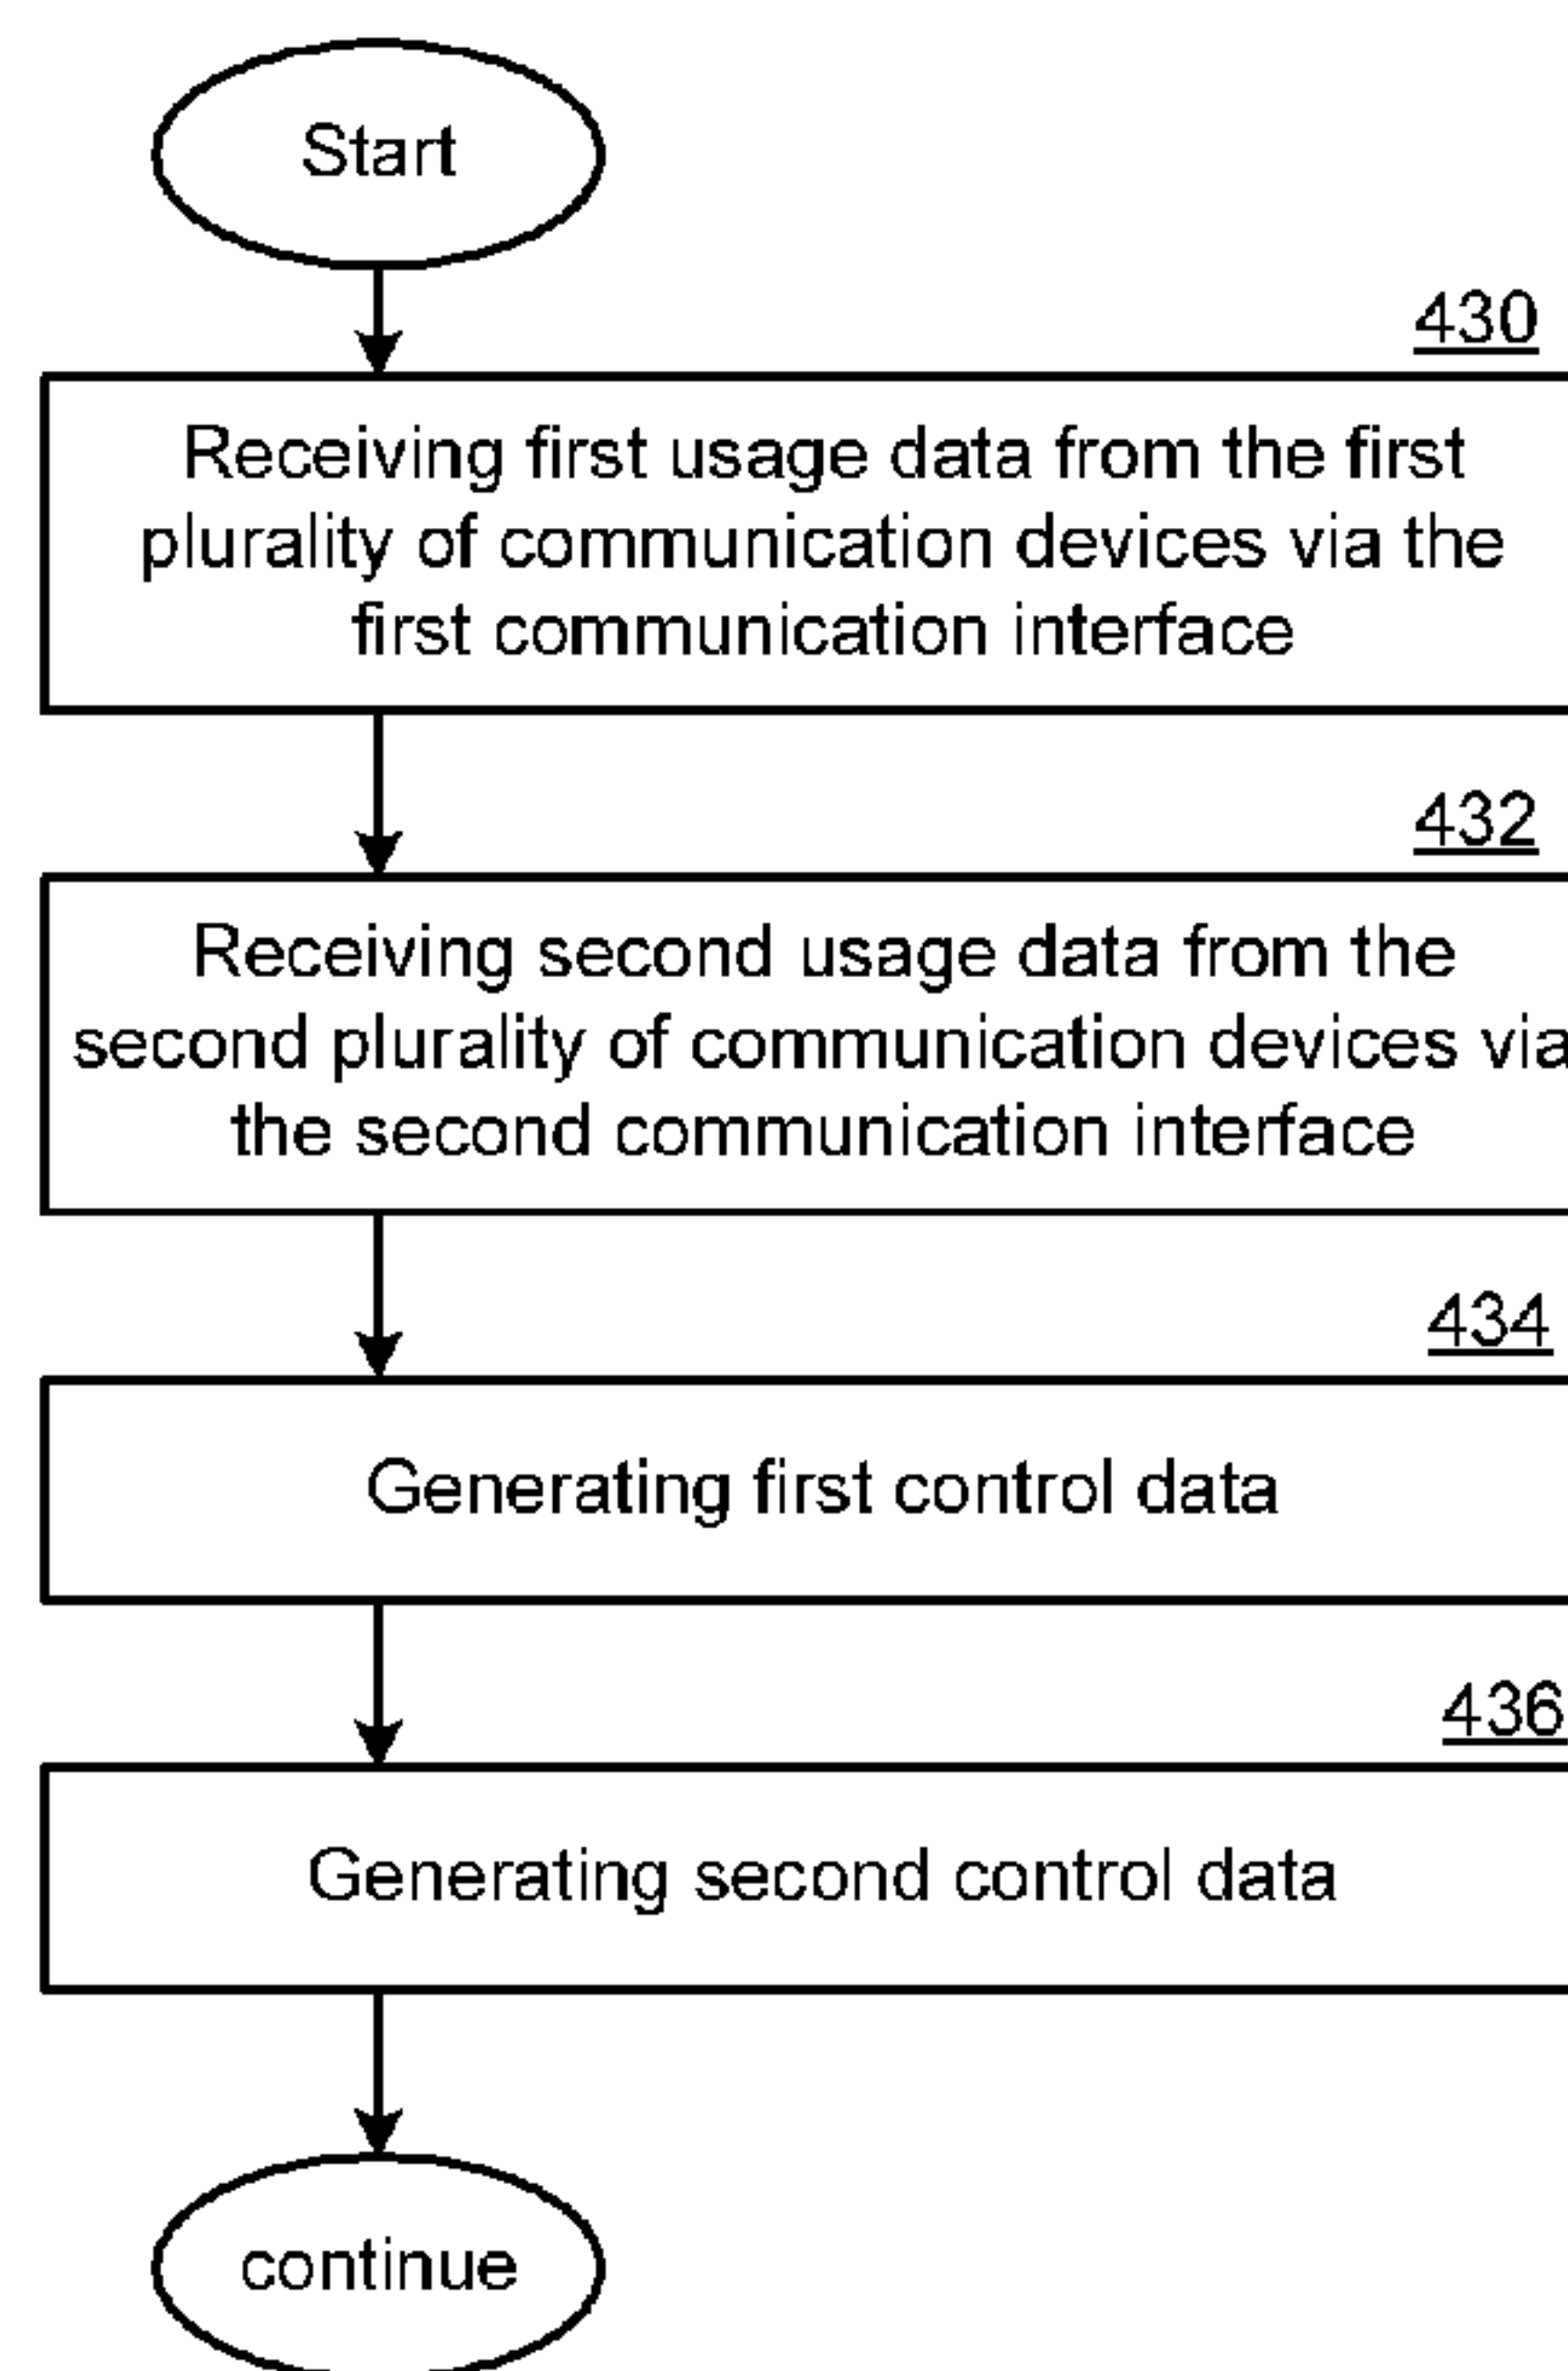 Start
430
Receiving first usage data from the first
plurality of communication devices via the
first communication interface
432
Receiving second usage data from the
second plurality of communication devices via
the second communication interface
434
Generating first control data
436
Generating second control data
continue